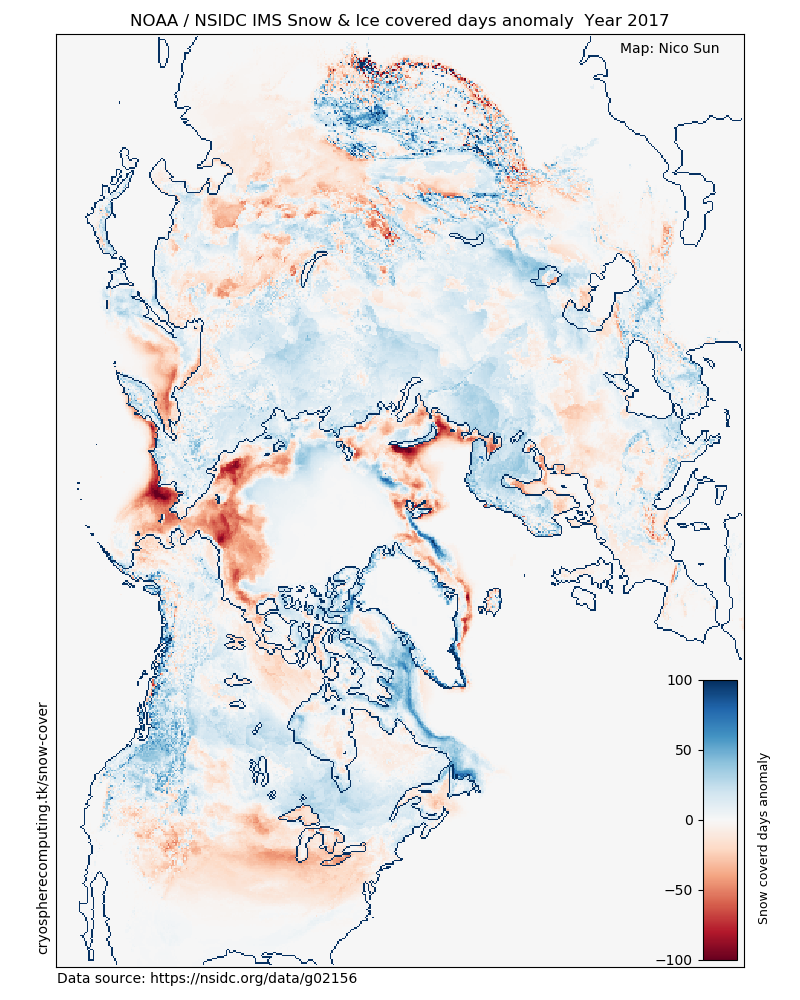 NOAA / NSIDC IMS Snow & Ice covered days anomaly  Year 2017
Map: Nico Sun
cryospherecomputing.tk/snow-cover
100
50
0
−50
−100
Snow coverd days anomaly
Data source: https://nsidc.org/data/g02156